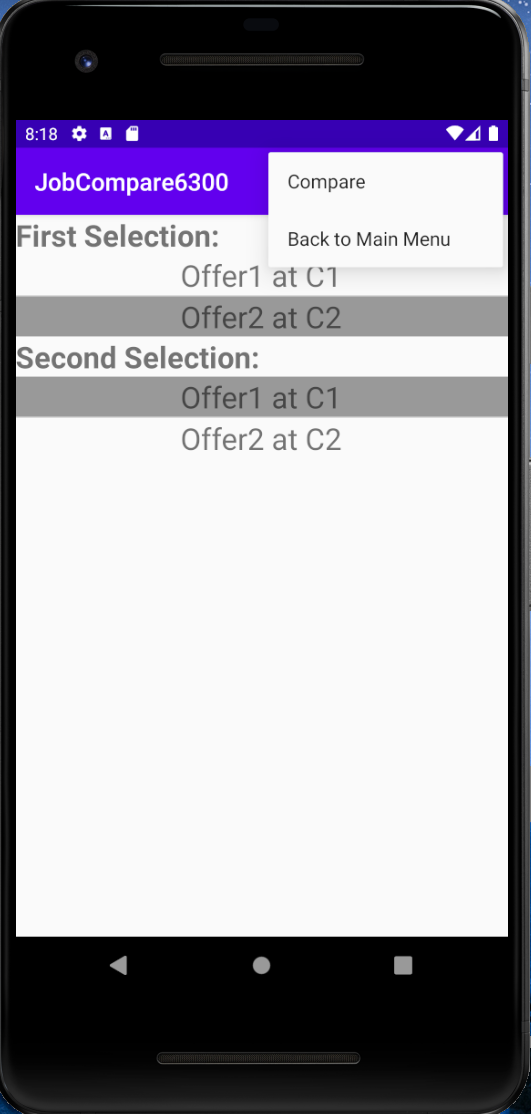 8:18
JobCompare6300
Compare
Back to Main Menu
First Selection:
Offer1 at C1
Offer2 at C2
Second Selection:
Offer1 at C1
Offer2 at C2